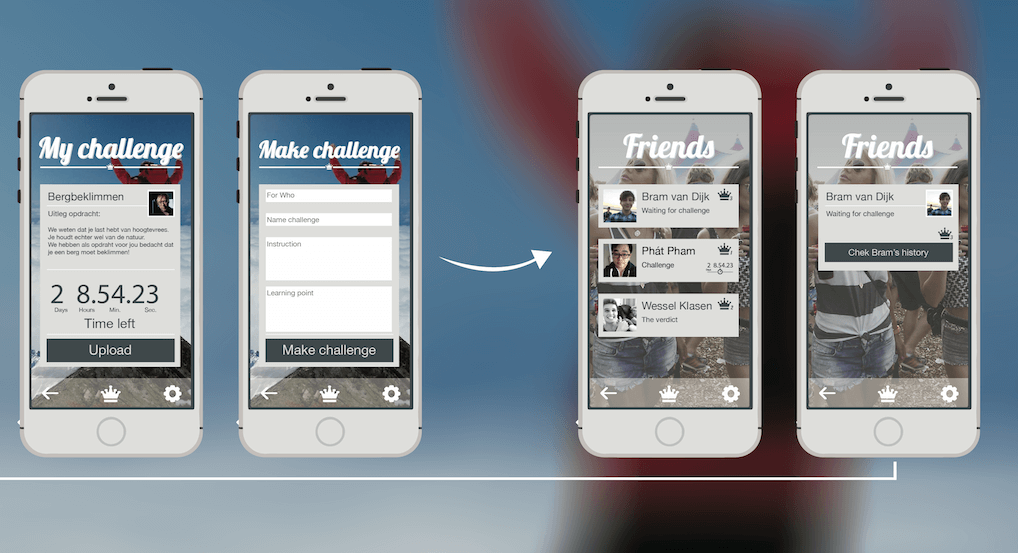 My challenge
Bergbeklimmen
Uitleg opdracht:
We weten dat je last hebt van hoogtevrees.
Je houdt echter wel van de natuur.
We hebben als opdraht voor jou bedacht dat
je een berg moet beklimmen!
2 8.54.23
Days Hours Min. Sec.
Time left
Upload
Make challenge
For Who
Name challenge
Instruction
Learning point
Make challenge
Friends
Bram van Dijk
Waiting for challenge
Phát Pham
Challenge
2 8.54.23
Wessel Klasen
The verdict
2
Friends
Bram van Dijk
Waiting for challenge
Chek Bram's history